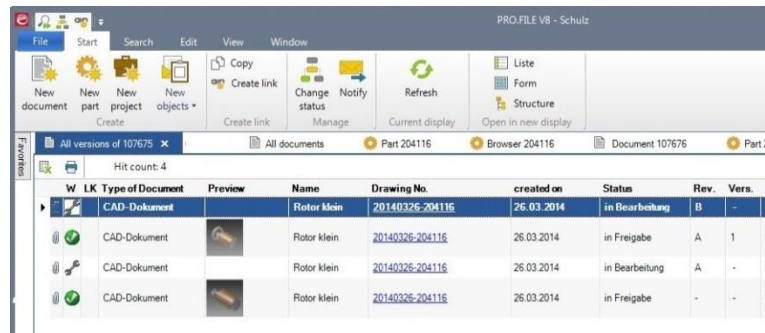 PRO.FILE V8 - Schulz
File Start Search Edit View Window
New document
New part
New project
New objects
Copy
Create link
Change status
Notify
Refresh
Liste
Form
Structure
Create Create link Manage Current display Open in new display
Favorites
All versions of 107675 All documents Part 204116 Browser 204116 Document 107676 Part
Hit count: 4
W LK Type of Document Preview Name Drawing No. created on Status Rev. Vers.
CAD-Dokument Rotor klein 20140326-204116 26.03.2014 in Bearbeitung B -
CAD-Dokument Rotor klein 20140326-204116 26.03.2014 in Freigabe A 1
CAD-Dokument Rotor klein 20140326-204116 26.03.2014 in Bearbeitung A -
CAD-Dokument Rotor klein 20140326-204116 26.03.2014 in Freigabe - -